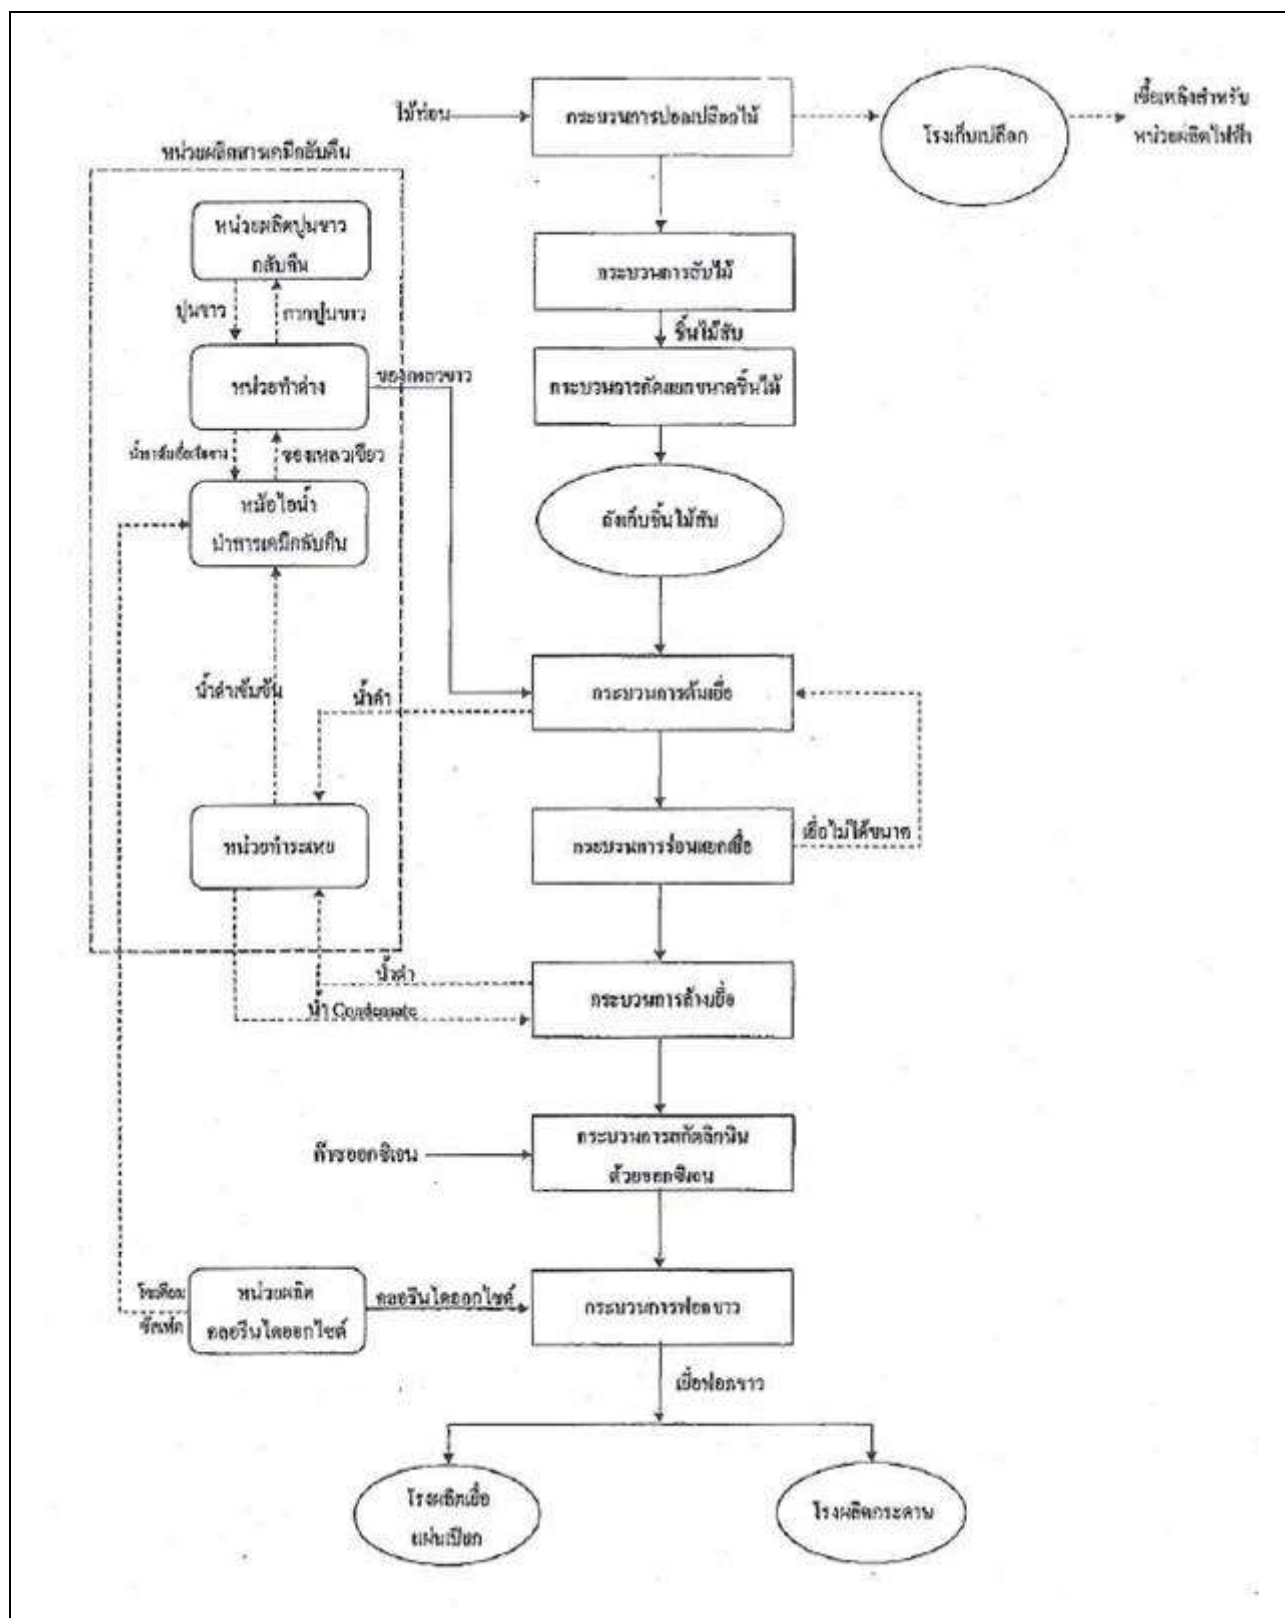 ไม้ท่อน
กระบวนการปอกเปลือกไม้
โรงเก็บเปลือก
เชื้อเพลิงสำหรับ
หน่วยผลิตไฟฟ้า
หน่วยผลิตสารเคมีกลับคืน
หน่วยผลิตปูนขาว
กลับคืน
กระบวนการสับไม้
ปูนขาว
กากปูนขาว
ชิ้นไม้สับ
หน่วยทำด่าง
ของเหลวขาว
กระบวนการคัดแยกขนาดชิ้นไม้
ของเหลวเขียว
หม้อไอน้ำ
นำสารเคมีกลับคืน
ถังเก็บชิ้นไม้สับ
น้ำดำเข้มข้น
น้ำดำ
กระบวนการต้มเยื่อ
หน่วยทำระเหย
กระบวนการร่อนแยกเยื่อ
เยื่อไม่ได้ขนาด
น้ำดำ
น้ำ Condensate
กระบวนการล้างเยื่อ
ก๊าซออกซิเจน
กระบวนการสกัดลิกนิน
ด้วยออกซิเจน
โซเดียม
ซัลเฟต
หน่วยผลิต
คลอรีนไดออกไซด์
คลอรีนไดออกไซด์
กระบวนการฟอกขาว
เยื่อฟอกขาว
โรงผลิตเยื่อ
แผ่นเปียก
โรงผลิตกระดาษ